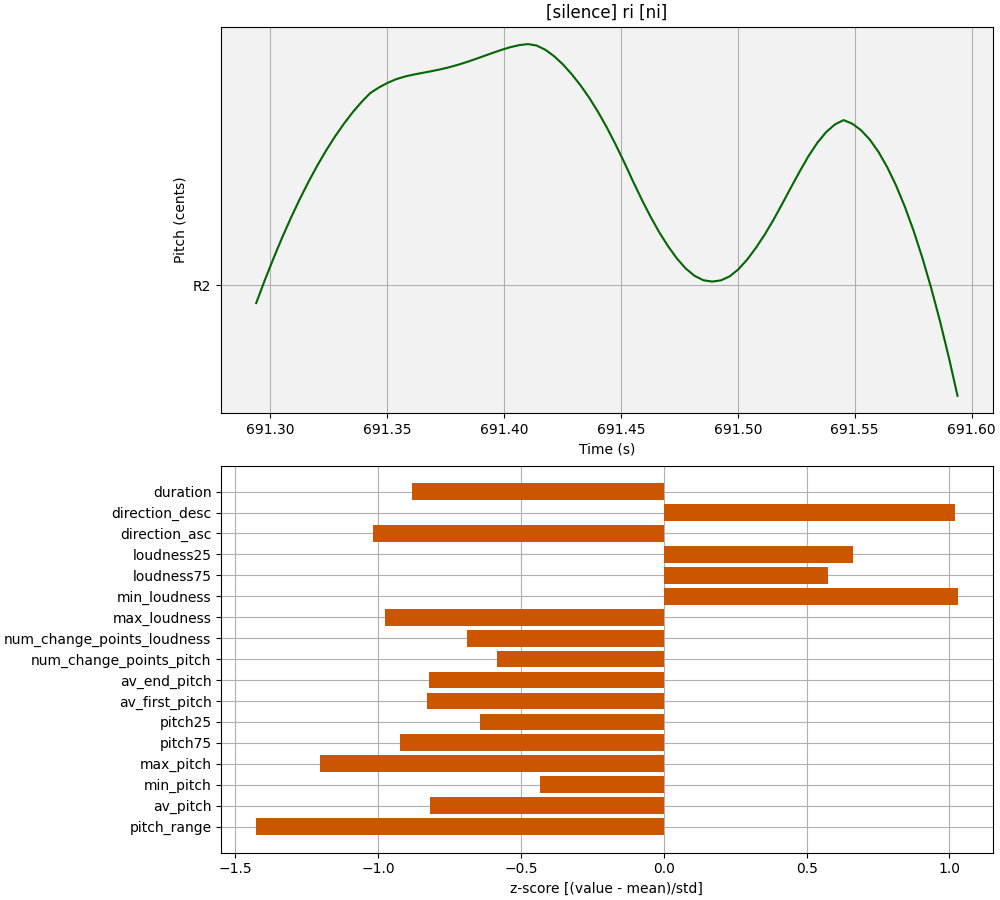 [silence] ri [ni]
Pitch (cents)
R2
691.30 691.35 691.40 691.45 691.50 691.55 691.60
Time (s)
duration
direction_desc
direction_asc
loudness25
loudness75
min_loudness
max_loudness
num_change_points_loudness
num_change_points_pitch
av_end_pitch
av_first_pitch
pitch25
pitch75
max_pitch
min_pitch
av_pitch
pitch_range
−1.5 −1.0 −0.5 0.0 0.5 1.0
z-score [(value - mean)/std]